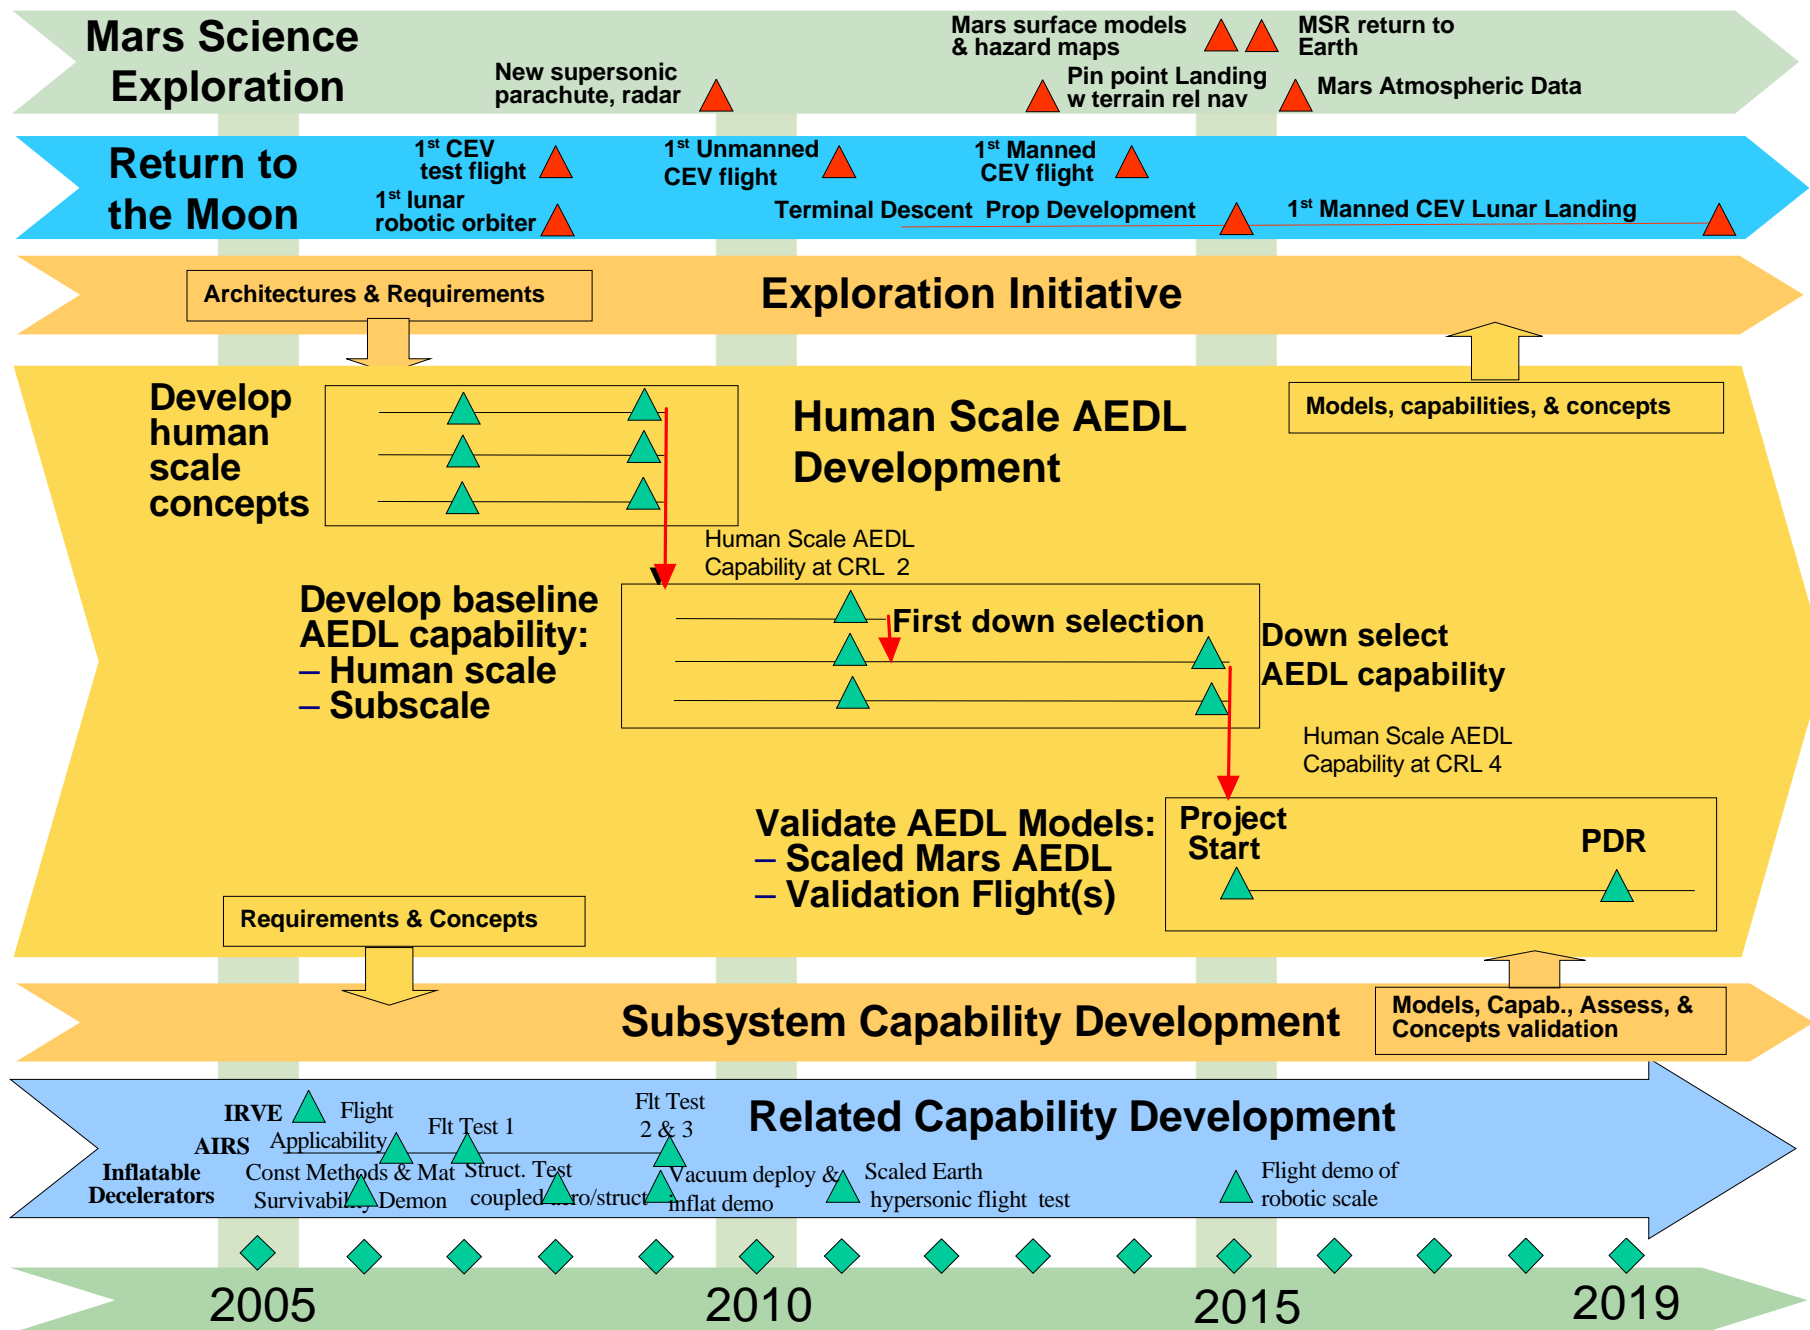 Mars Science
Exploration
New supersonic
parachute, radar
Mars surface models
& hazard maps
MSR return to
Earth
Pin point Landing
w terrain rel nav
Mars Atmospheric Data
Return to
the Moon
1st CEV
test flight
1st lunar
robotic orbiter
1st Unmanned
CEV flight
1st Manned
CEV flight
Terminal Descent Prop Development
1st Manned CEV Lunar Landing
Architectures & Requirements
Exploration Initiative
Develop
human
scale
concepts
Human Scale AEDL
Development
Models, capabilities, & concepts
Human Scale AEDL
Capability at CRL 2
Develop baseline
AEDL capability:
– Human scale
– Subscale
First down selection
Down select
AEDL capability
Human Scale AEDL
Capability at CRL 4
Validate AEDL Models:
– Scaled Mars AEDL
– Validation Flight(s)
Project
Start
PDR
Requirements & Concepts
Subsystem Capability Development
Models, Capab., Assess, &
Concepts validation
Related Capability Development
IRVE
Flight
Applicability
AIRS
Flt Test 1
Flt Test
2 & 3
Inflatable
Decelerators
Const Methods & Mat
Survivability Demon
Struct. Test
coupled aero/struct
Vacuum deploy &
inflat demo
Scaled Earth
hypersonic flight test
Flight demo of
robotic scale
2005
2010
2015
2019